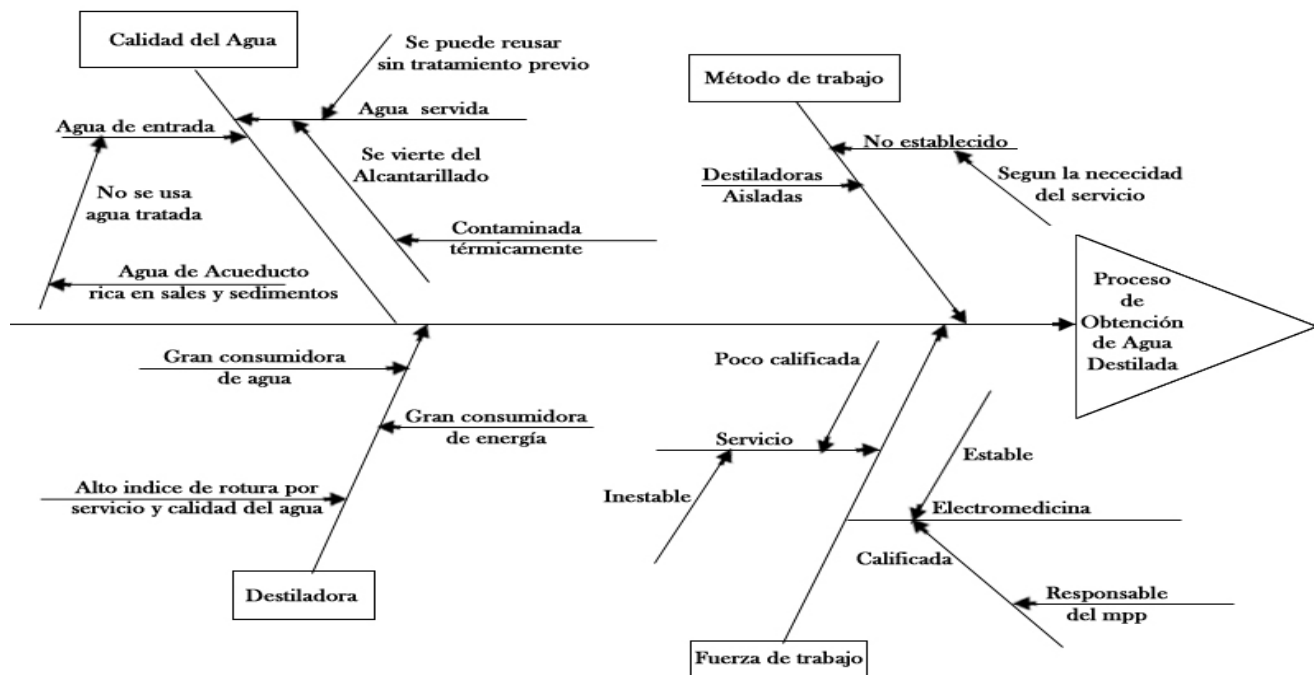 Calidad del Agua
Se puede reusar
sin tratamiento previo
Agua servida
Agua de entrada
Se vierte del
Alcantarillado
No se usa
agua tratada
Contaminada
térmicamente
Agua de Acueducto
rica en sales y sedimentos
Método de trabajo
No establecido
Destiladoras
Aisladas
Segun la nececidad
del servicio
Proceso
de
Obtención
de Agua
Destilada
Gran consumidora
de agua
Gran consumidora
de energía
Alto indice de rotura por
servicio y calidad del agua
Destiladora
Poco calificada
Servicio
Inestable
Estable
Electromedicina
Calificada
Responsable
del mpp
Fuerza de trabajo